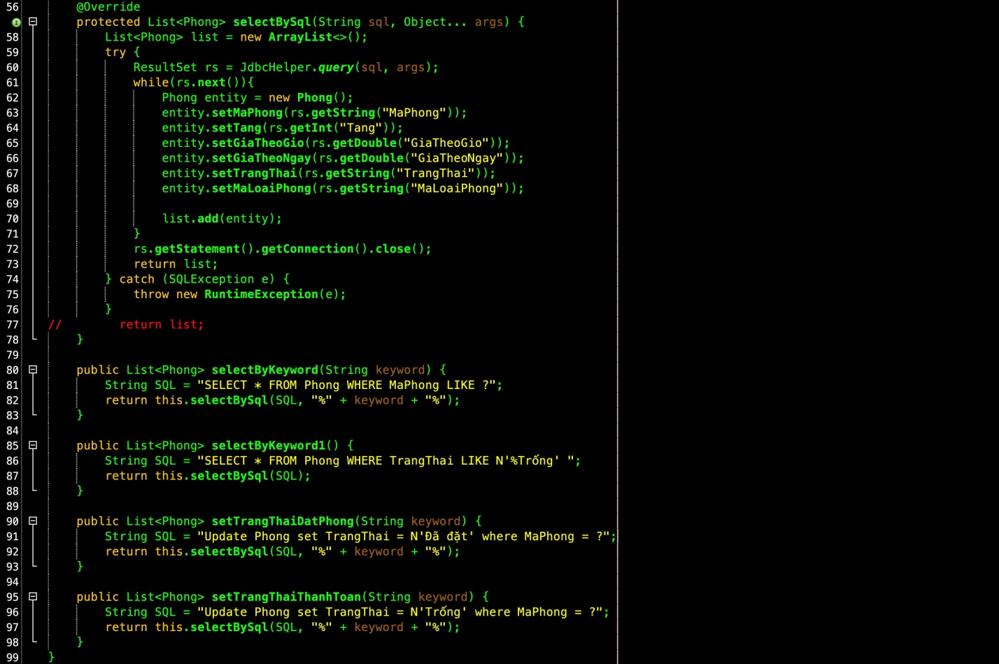 56 @Override
protected List<Phong> selectBySql(String sql, Object... args) {
58 List<Phong> list = new ArrayList<>();
59 try {
60 ResultSet rs = JdbcHelper.query(sql, args);
61 while(rs.next()){
62 Phong entity = new Phong();
63 entity.setMaPhong(rs.getString("MaPhong"));
64 entity.setTang(rs.getInt("Tang"));
65 entity.setGiaTheoGio(rs.getDouble("GiaTheoGio"));
66 entity.setGiaTheoNgay(rs.getDouble("GiaTheoNgay"));
67 entity.setTrangThai(rs.getString("TrangThai"));
68 entity.setMaLoaiPhong(rs.getString("MaLoaiPhong"));
69
70 list.add(entity);
71 }
72 rs.getStatement().getConnection().close();
73 return list;
74 } catch (SQLException e) {
75 throw new RuntimeException(e);
76 }
77 // return list;
78 }
79
80 public List<Phong> selectByKeyword(String keyword) {
81 String SQL = "SELECT * FROM Phong WHERE MaPhong LIKE ?";
82 return this.selectBySql(SQL, "%" + keyword + "%");
83 }
84
85 public List<Phong> selectByKeyword1() {
86 String SQL = "SELECT * FROM Phong WHERE TrangThai LIKE N'%Trống' ";
87 return this.selectBySql(SQL);
88 }
89
90 public List<Phong> setTrangThaiDatPhong(String keyword) {
91 String SQL = "Update Phong set TrangThai = N'Đã đặt' where MaPhong = ?";
92 return this.selectBySql(SQL, "%" + keyword + "%");
93 }
94
95 public List<Phong> setTrangThaiThanhToan(String keyword) {
96 String SQL = "Update Phong set TrangThai = N'Trống' where MaPhong = ?";
97 return this.selectBySql(SQL, "%" + keyword + "%");
98 }
99 }